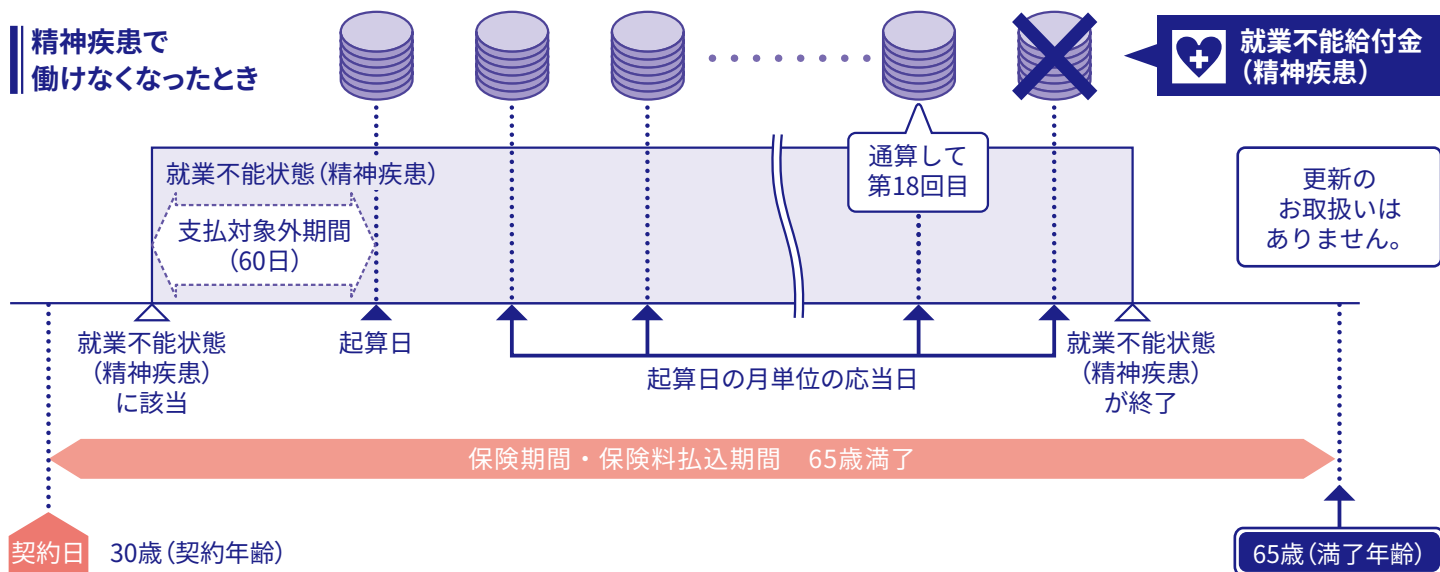 精神疾患で
働けなくなったとき
就業不能給付金
(精神疾患)
通算して
第18回目
就業不能状態(精神疾患)
支払対象外期間
(60日)
更新の
お取扱いは
ありません。
就業不能状態
(精神疾患)
に該当
起算日
起算日の月単位の応当日
就業不能状態
(精神疾患)
が終了
保険期間・保険料払込期間 65歳満了
契約日 30歳(契約年齢)
65歳(満了年齢)